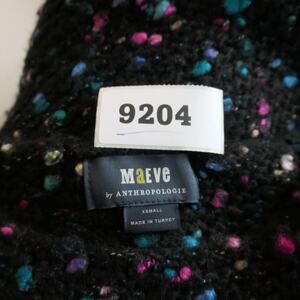 9204
MaEVE
by ANTHROPOLOGIE
XSMALL
MADE IN TURKEY